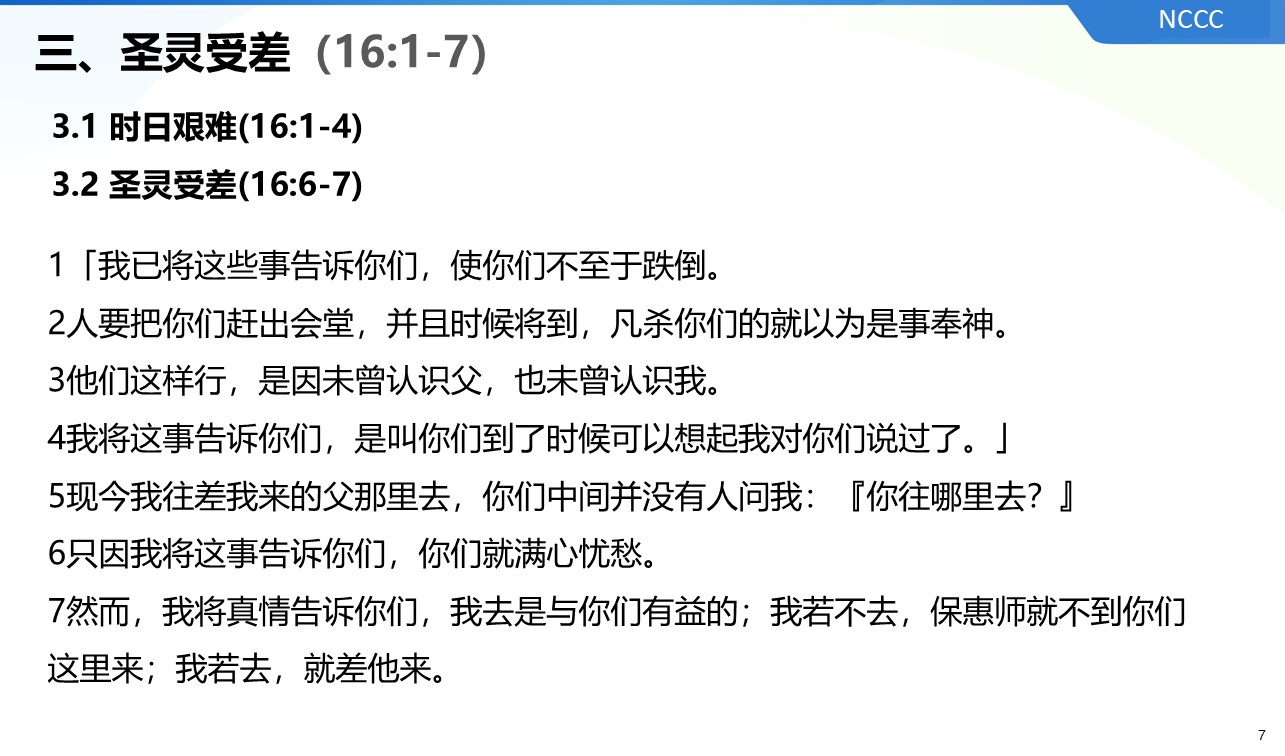 NCCC
三、圣灵受差 (16:1-7)
3.1 时日艰难(16:1-4)
3.2 圣灵受差(16:6-7)
1「我已将这些事告诉你们，使你们不至于跌倒。
2人要把你们赶出会堂，并且时候将到，凡杀你们的就以为是事奉神。
3他们这样行，是因未曾认识父，也未曾认识我。
4我将这事告诉你们，是叫你们到了时候可以想起我对你们说过了。」
5现今我往差我来的父那里去，你们中间并没有人问我：『你往哪里去？』
6只因我将这事告诉你们，你们就满心忧愁。
7然而，我将真情告诉你们，我去是与你们有益的；我若不去，保惠师就不到你们
这里来；我若去，就差他来。
7